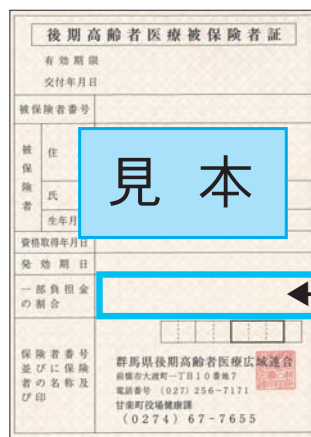 後期高齢者医療被保険者証
有効期限
交付年月日
被保険者番号
被保険者
住
氏
生年月
見本
資格取得年月日
発効期日
一部負担金
の割合
保険者番号
並びに保険
者の名称及
び印
群馬県後期高齢者医療広域連合
前橋市大渡町一丁目10番地7
電話番号 (027)256-7171
甘楽町役場健康課
(0274)67-7655